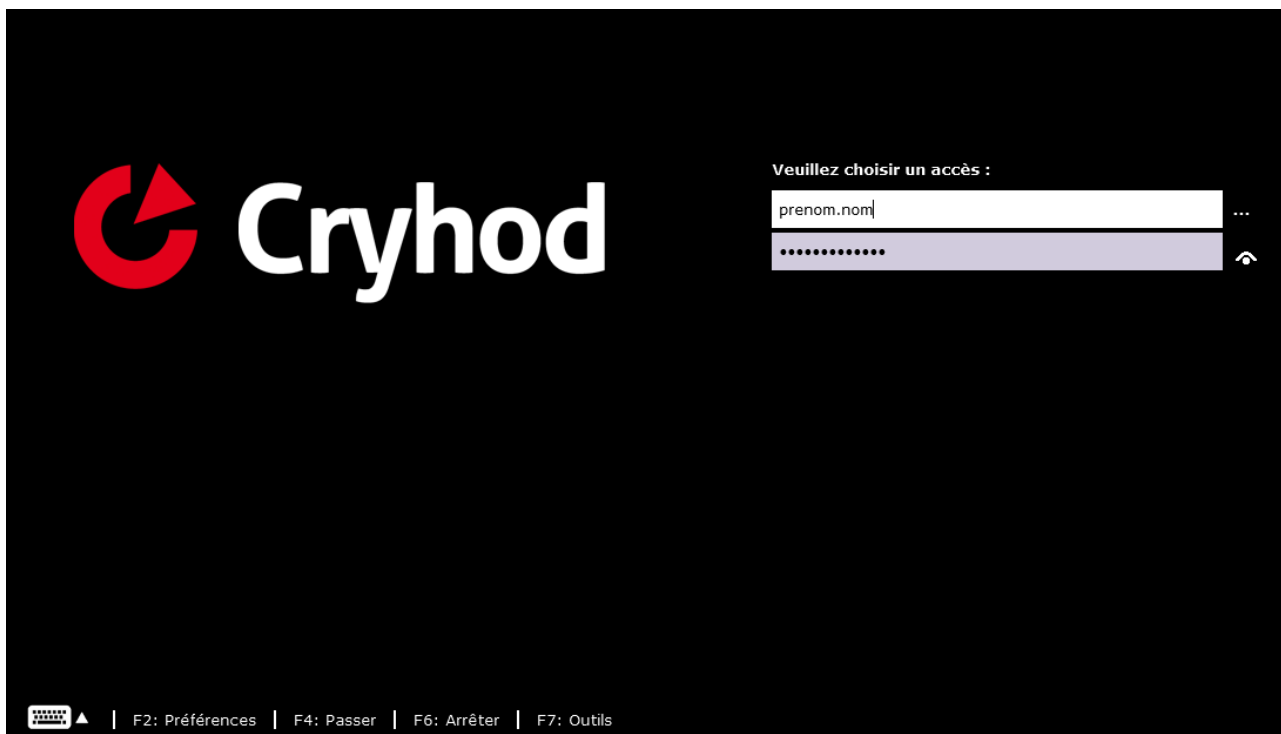 Cryhod
Veuillez choisir un accès :
prenom.nom
...
•••••••••••••
F2: Préférences | F4: Passer | F6: Arrêter | F7: Outils